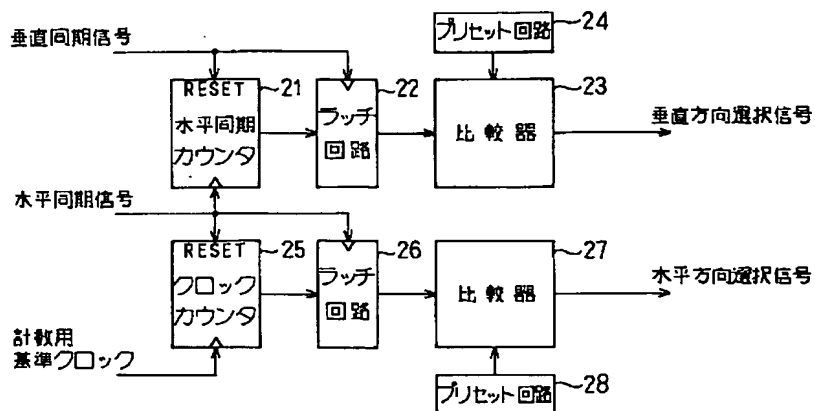 プリセット回路 24
垂直同期信号
RESET 21
水平同期
カウンタ
22
ラッチ
回路
23
比較器
垂直方向選択信号
水平同期信号
RESET 25
クロック
カウンタ
26
ラッチ
回路
27
比較器
水平方向選択信号
計数用
基準クロック
プリセット回路 28